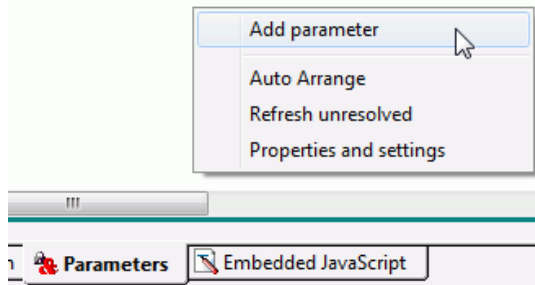 Add parameter
Auto Arrange
Refresh unresolved
Properties and settings
Parameters Embedded JavaScript